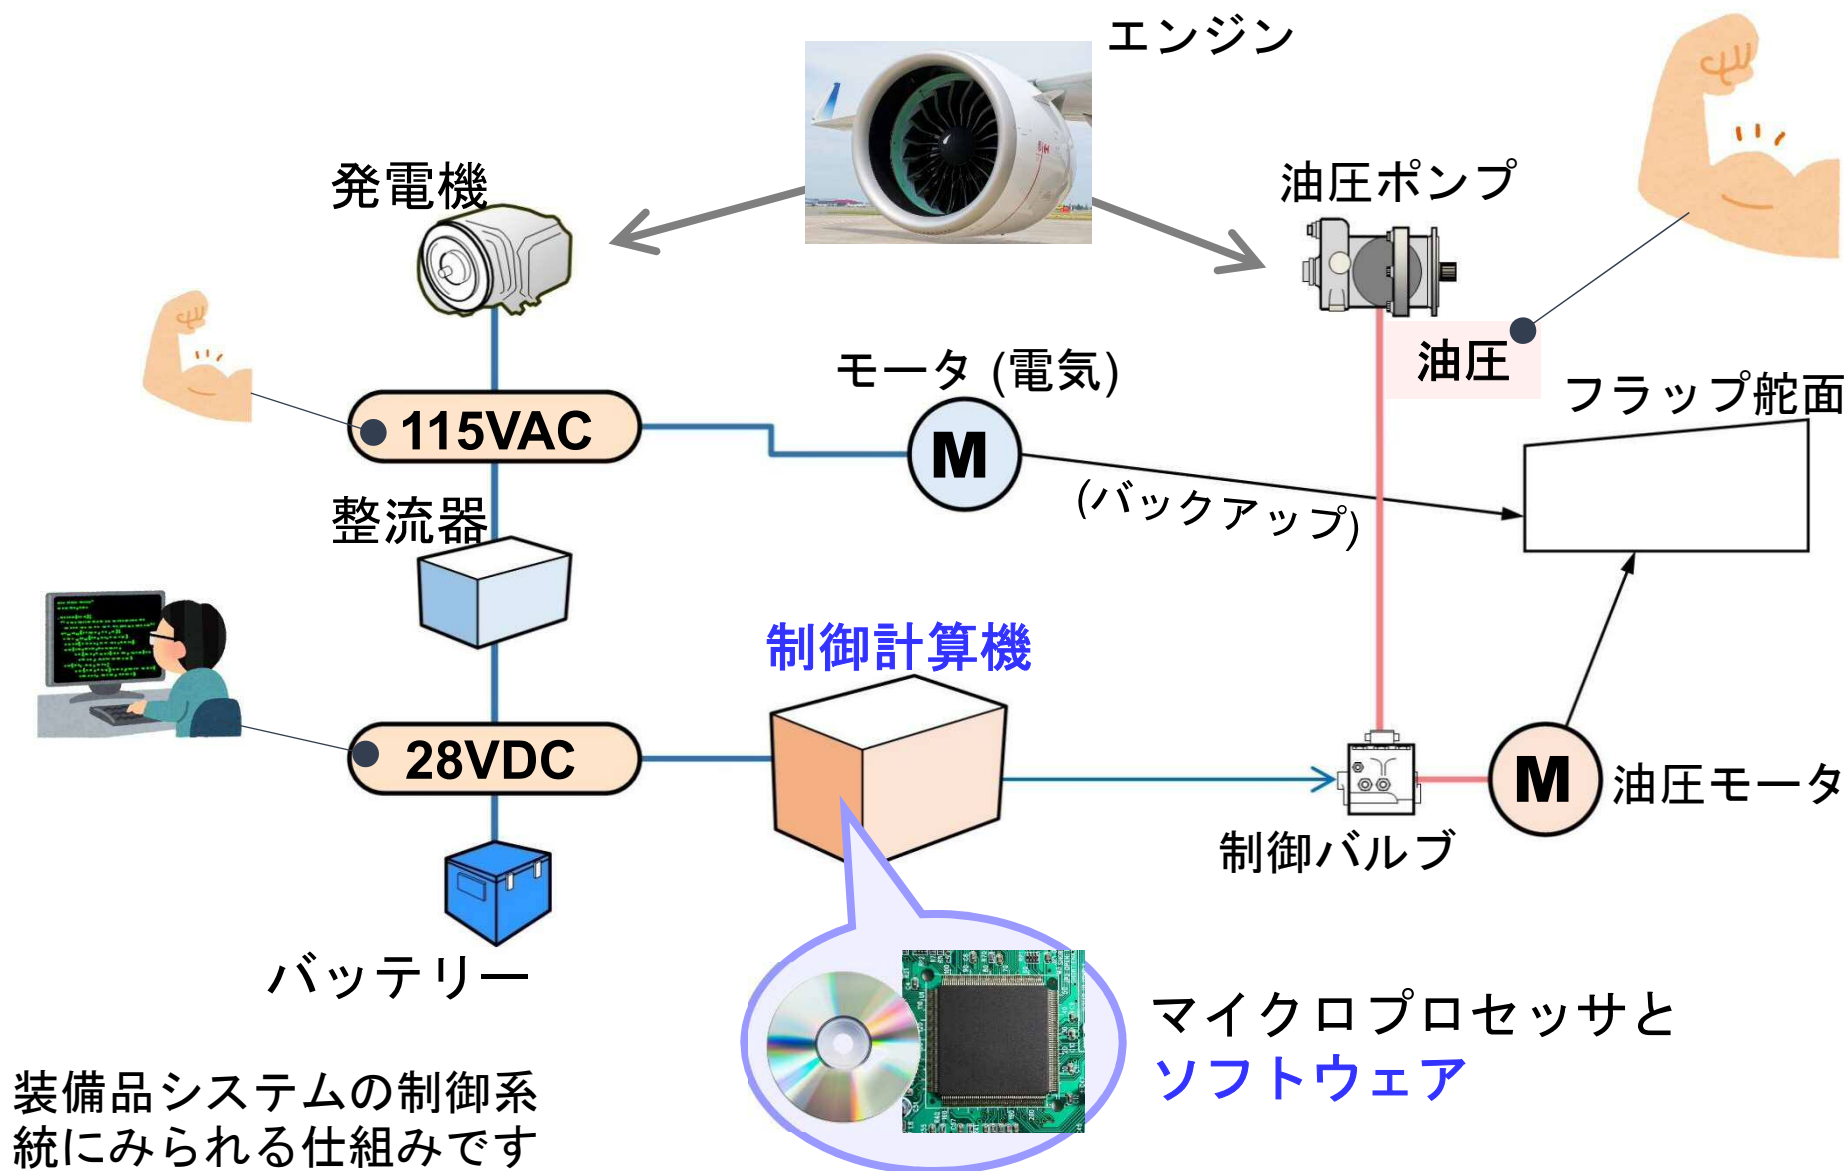 エンジン
発電機
油圧ポンプ
油圧
モータ (電気)
フラップ舵面
115VAC
M
(バックアップ)
整流器
制御計算機
28VDC
M
油圧モータ
制御バルブ
バッテリー
マイクロプロセッサと
ソフトウェア
装備品システムの制御系
統にみられる仕組みです